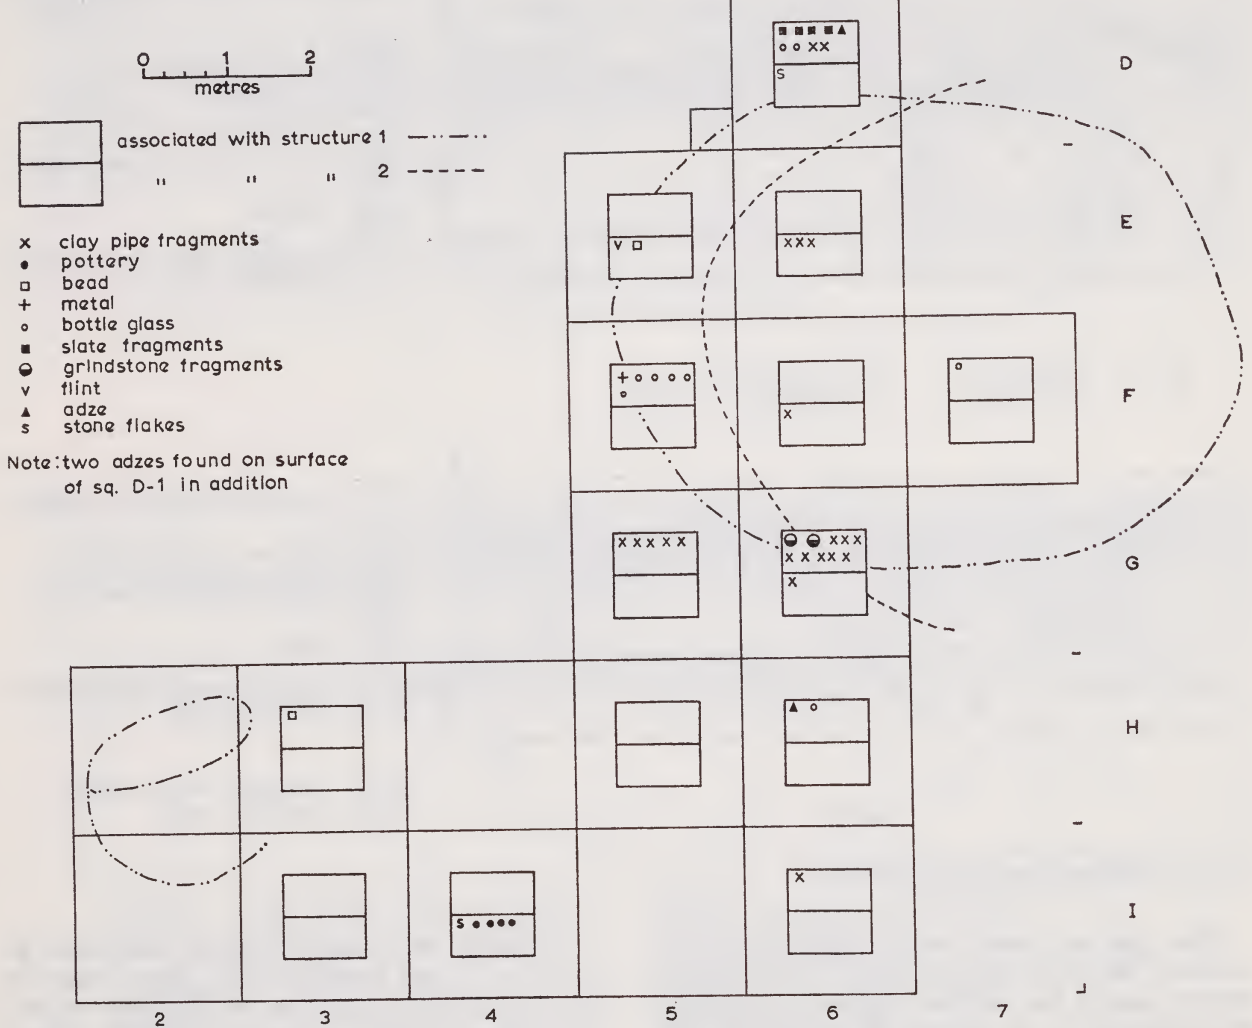 0 1 2
metres
associated with structure 1
" " " 2
x clay pipe fragments
● pottery
□ bead
+ metal
o bottle glass
■ slate fragments
◒ grindstone fragments
v flint
▲ adze
s stone flakes
Note: two adzes found on surface
of sq. D-1 in addition
■ ■ ■ ■ ▲
o o x x
s
D
v □
x x x
E
+ o o o o
o
x
o
F
x x x x x
◒ ◒ x x x
x x x x x
x
G
□
▲ o
H
s ● ● ● ●
x
I
2 3 4 5 6 7